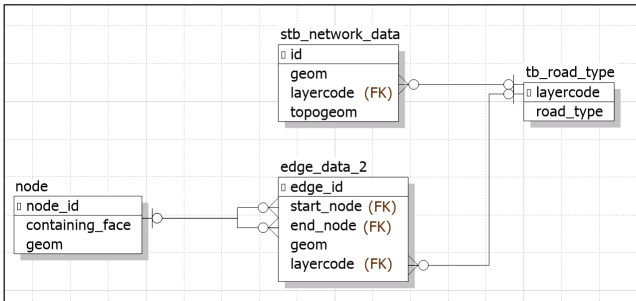 stb_network_data
id
geom
layercode (FK)
topogeom
tb_road_type
layercode
road_type
edge_data_2
edge_id
start_node (FK)
end_node (FK)
geom
layercode (FK)
node
node_id
containing_face
geom